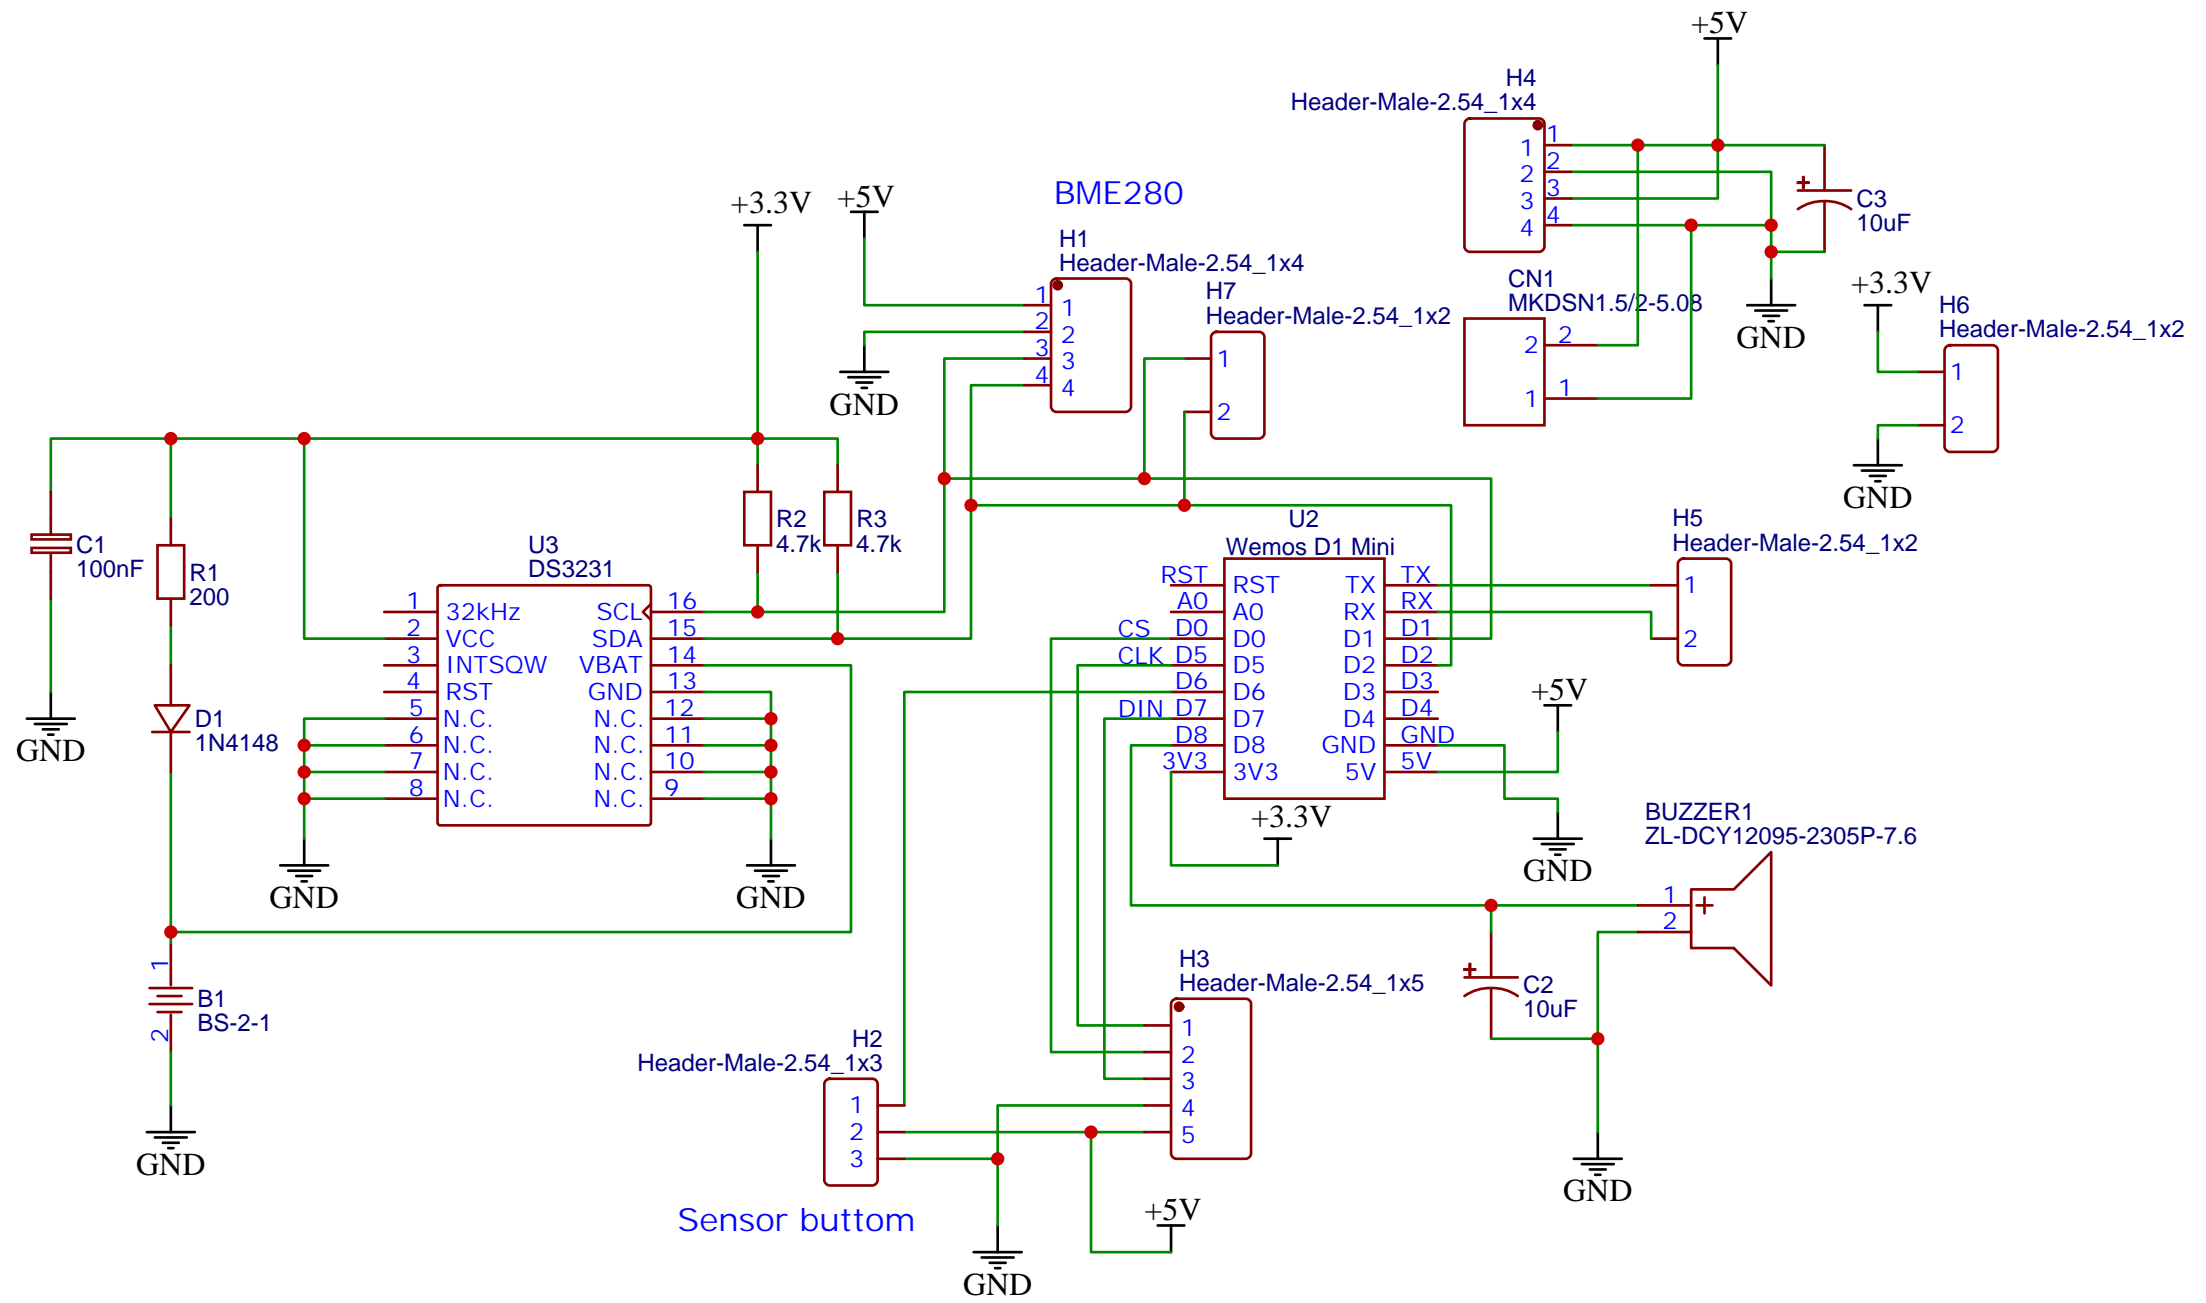 +5V
H4
Header-Male-2.54_1x4
1
1
2
2
3
3
4
4
C3
10uF
GND
CN1
MKDSN1.5/2-5.08
2
2
1
1
+3.3V
H6
Header-Male-2.54_1x2
1
2
GND
+3.3V
+5V
BME280
H1
Header-Male-2.54_1x4
1
1
2
2
3
3
4
4
GND
H7
Header-Male-2.54_1x2
1
2
C1
100nF
GND
R1
200
D1
1N4148
1
B1
BS-2-1
2
GND
R2
4.7k
R3
4.7k
U3
DS3231
1 32kHz SCL 16
2 VCC SDA 15
3 INTSQW VBAT 14
4 RST GND 13
5 N.C. N.C. 12
6 N.C. N.C. 11
7 N.C. N.C. 10
8 N.C. N.C. 9
GND
GND
U2
Wemos D1 Mini
RST RST TX TX
A0 A0 RX RX
CS D0 D0 D1 D1
CLK D5 D5 D2 D2
D6 D6 D3 D3
DIN D7 D7 D4 D4
D8 D8 GND GND
3V3 3V3 5V 5V
+3.3V
+5V
GND
H5
Header-Male-2.54_1x2
1
2
BUZZER1
ZL-DCY12095-2305P-7.6
1
2
C2
10uF
GND
H3
Header-Male-2.54_1x5
1
2
3
4
5
H2
Header-Male-2.54_1x3
1
2
3
Sensor buttom
+5V
GND